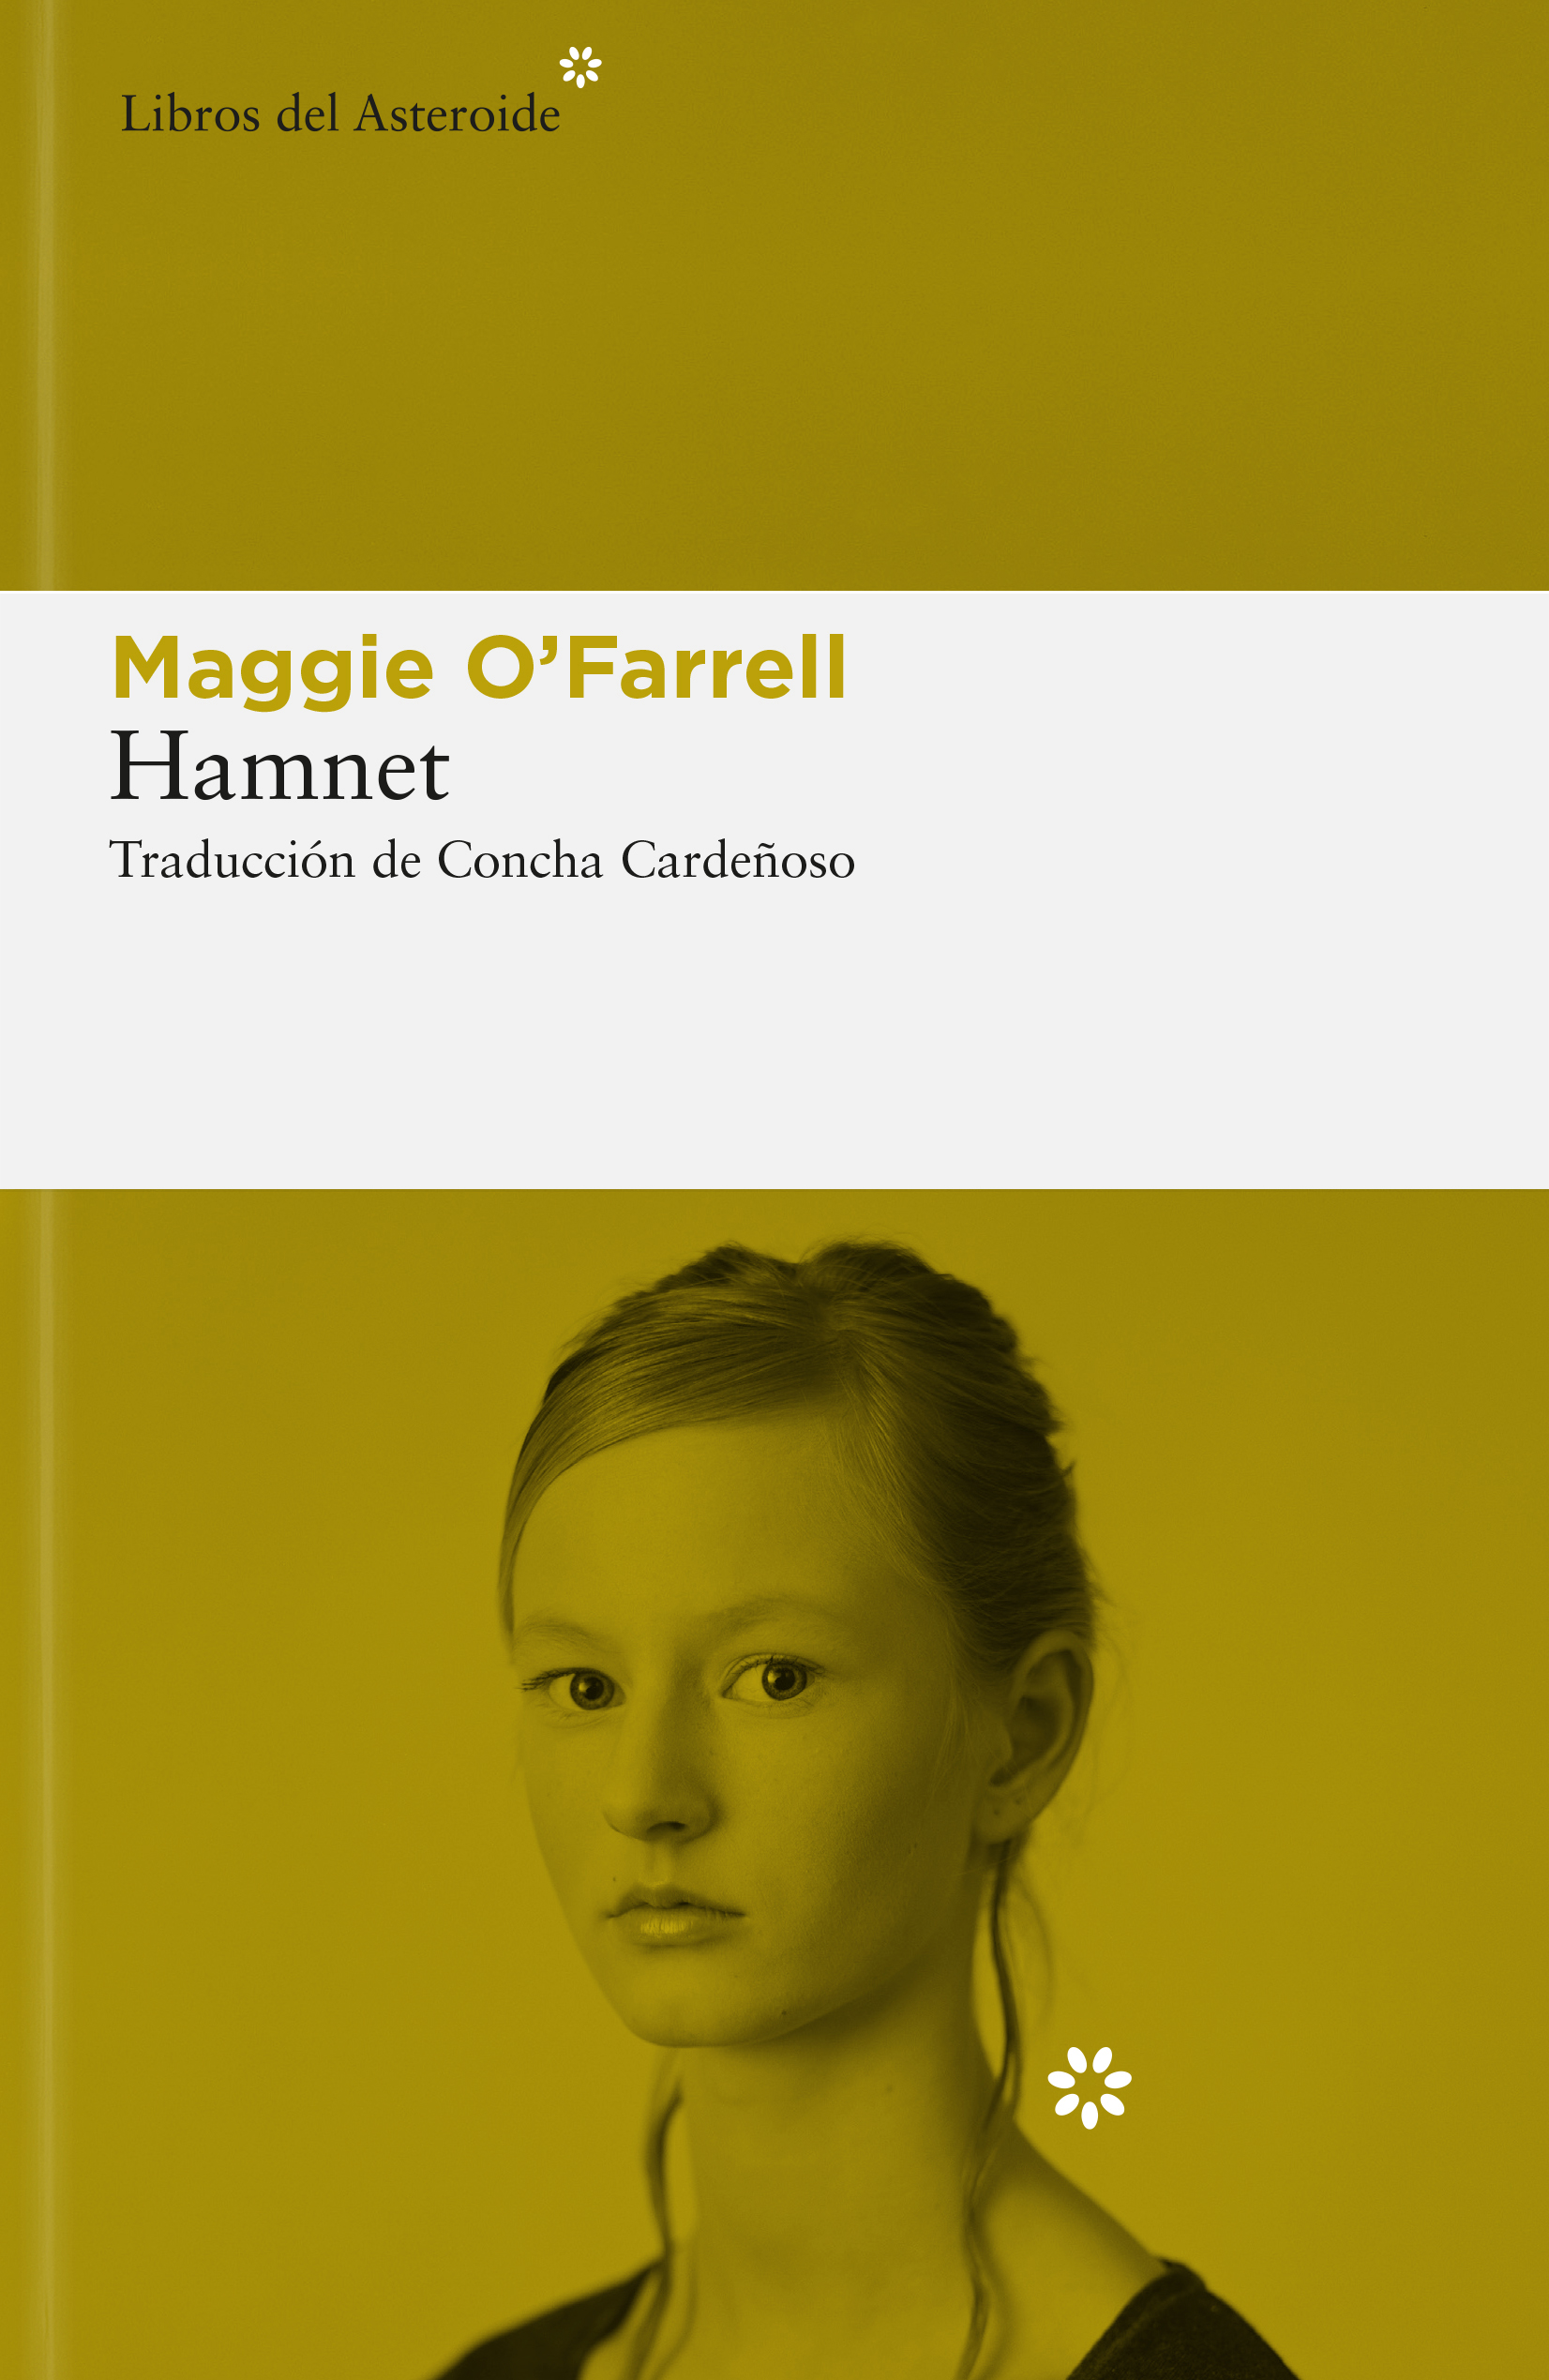 Libros del Asteroide
Maggie O’Farrell
Hamnet
Traducción de Concha Cardeñoso